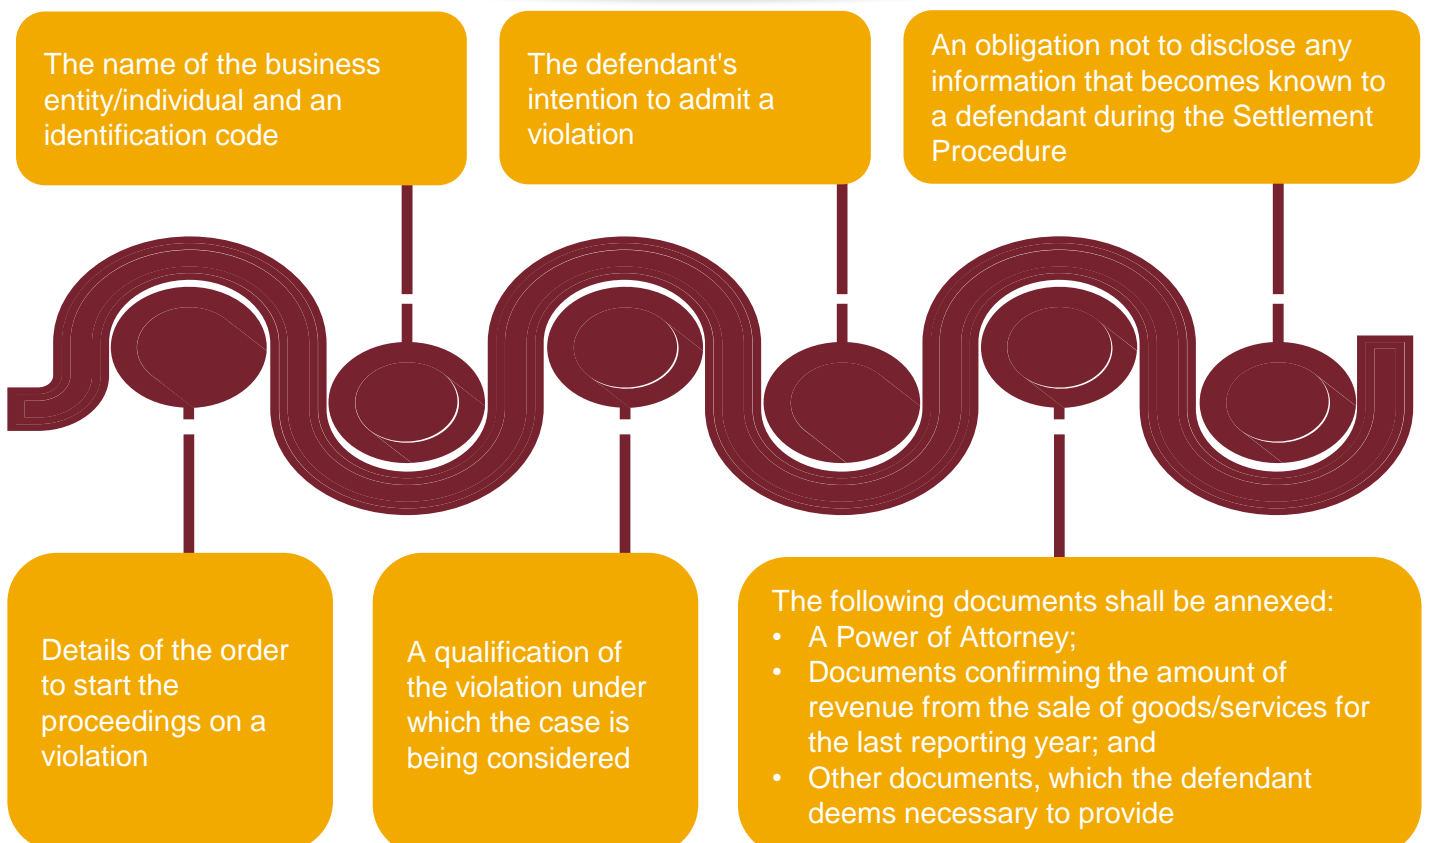 The name of the business
entity/individual and an
identification code
The defendant's
intention to admit a
violation
An obligation not to disclose any
information that becomes known to
a defendant during the Settlement
Procedure
Details of the order
to start the
proceedings on a
violation
A qualification of
the violation under
which the case is
being considered
The following documents shall be annexed:
• A Power of Attorney;
• Documents confirming the amount of
revenue from the sale of goods/services for
the last reporting year; and
• Other documents, which the defendant
deems necessary to provide